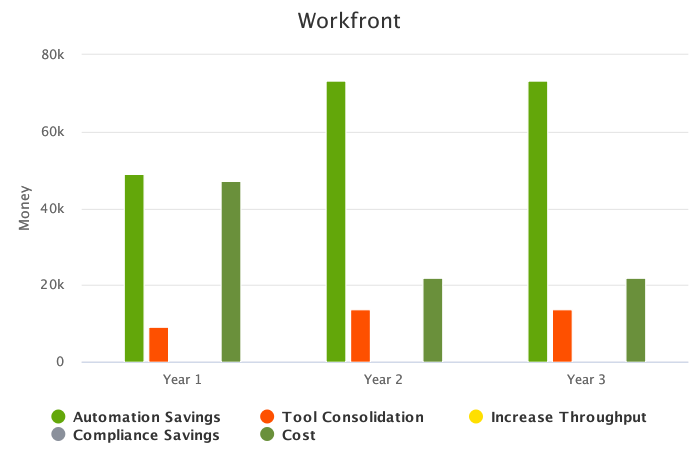 Workfront
80k
60k
40k
20k
0
Money
Year 1 Year 2 Year 3
Automation Savings Tool Consolidation Increase Throughput
Compliance Savings Cost